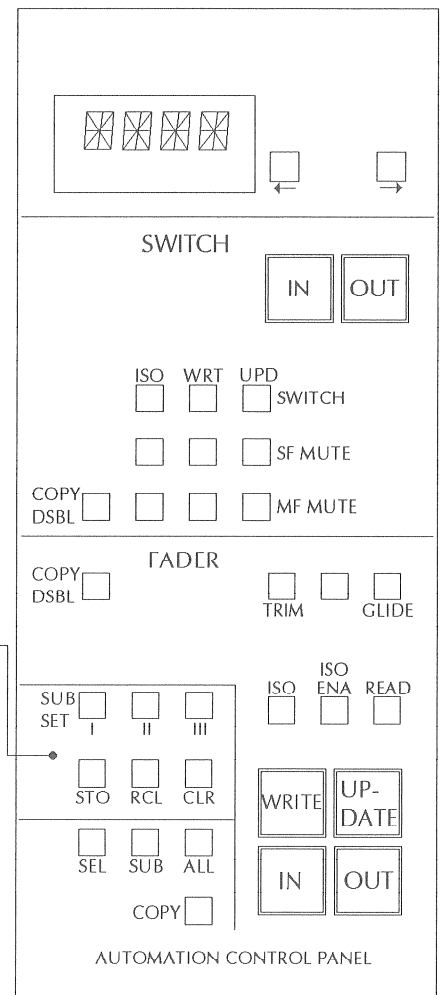 SWITCH
IN OUT
ISO WRT UPD
SWITCH
SF MUTE
COPY
DSBL
MF MUTE
FADER
COPY
DSBL
TRIM GLIDE
ISO
ISO
ENA
READ
SUB
SET
I II III
STO RCL CLR
WRITE
UP-
DATE
SEL SUB ALL
IN OUT
COPY
AUTOMATION CONTROL PANEL